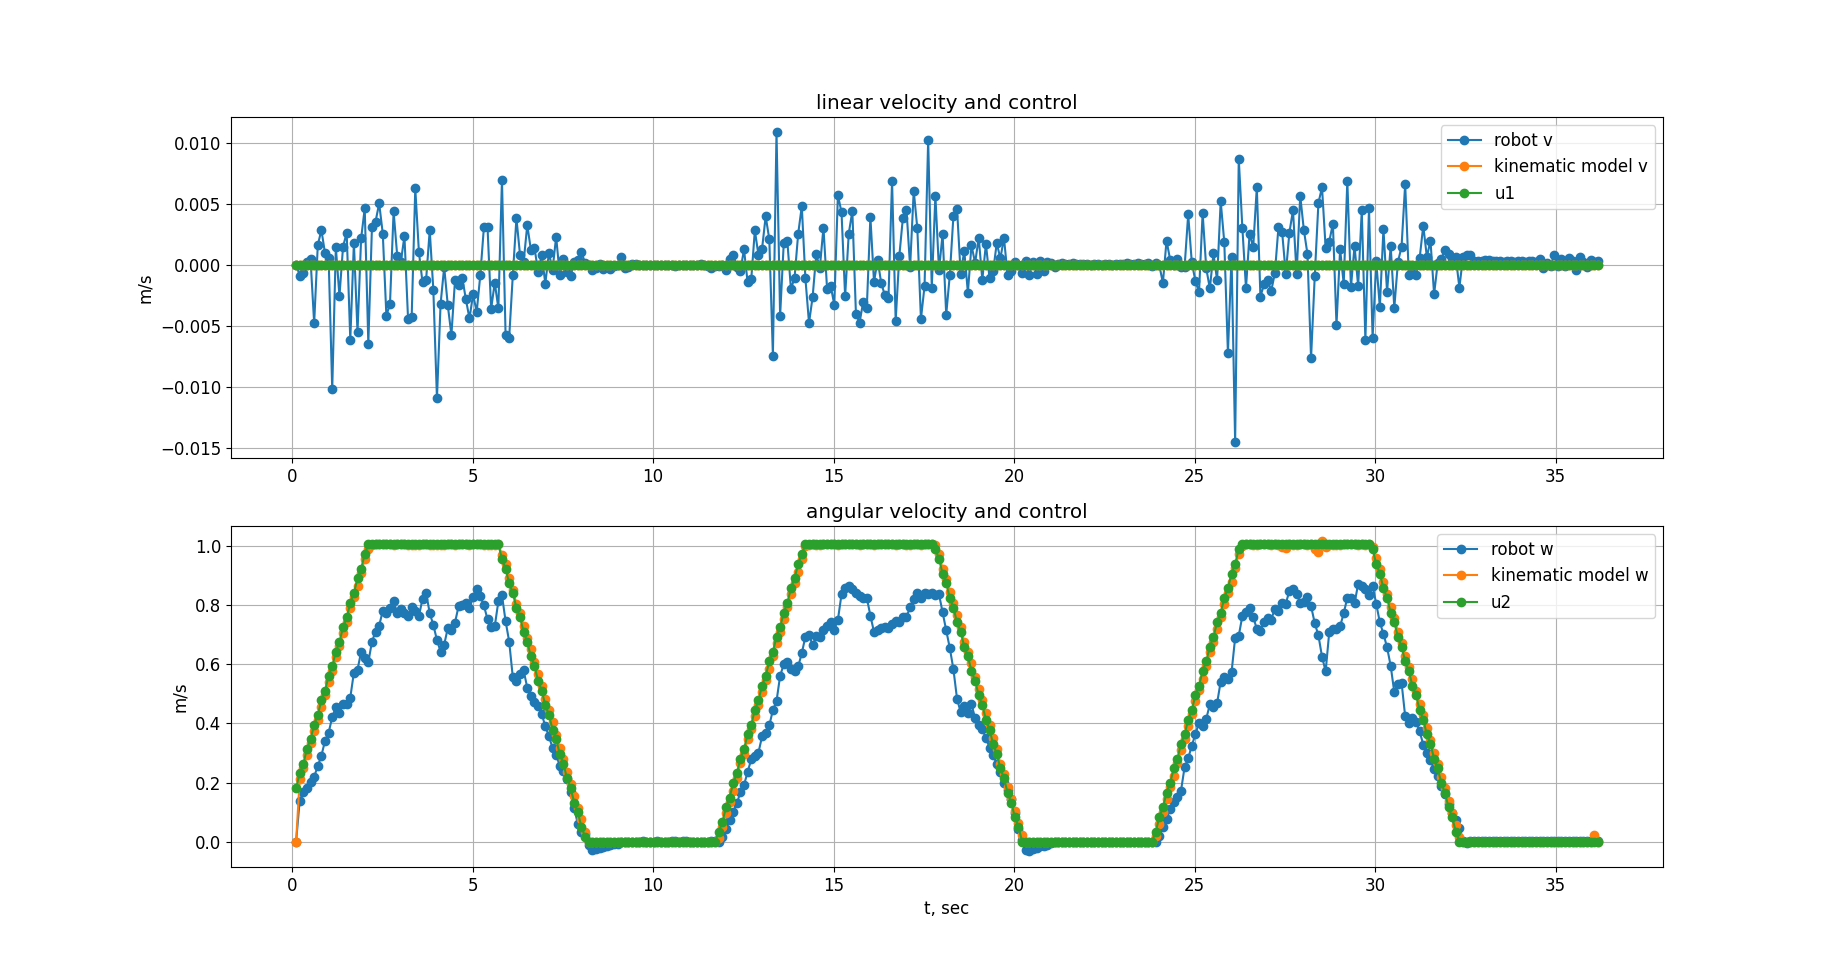 linear velocity and control
0.010
0.005
0.000
−0.005
−0.010
−0.015
m/s
robot v
kinematic model v
u1
0 5 10 15 20 25 30 35
angular velocity and control
1.0
0.8
0.6
0.4
0.2
0.0
m/s
robot w
kinematic model w
u2
0 5 10 15 20 25 30 35
t, sec